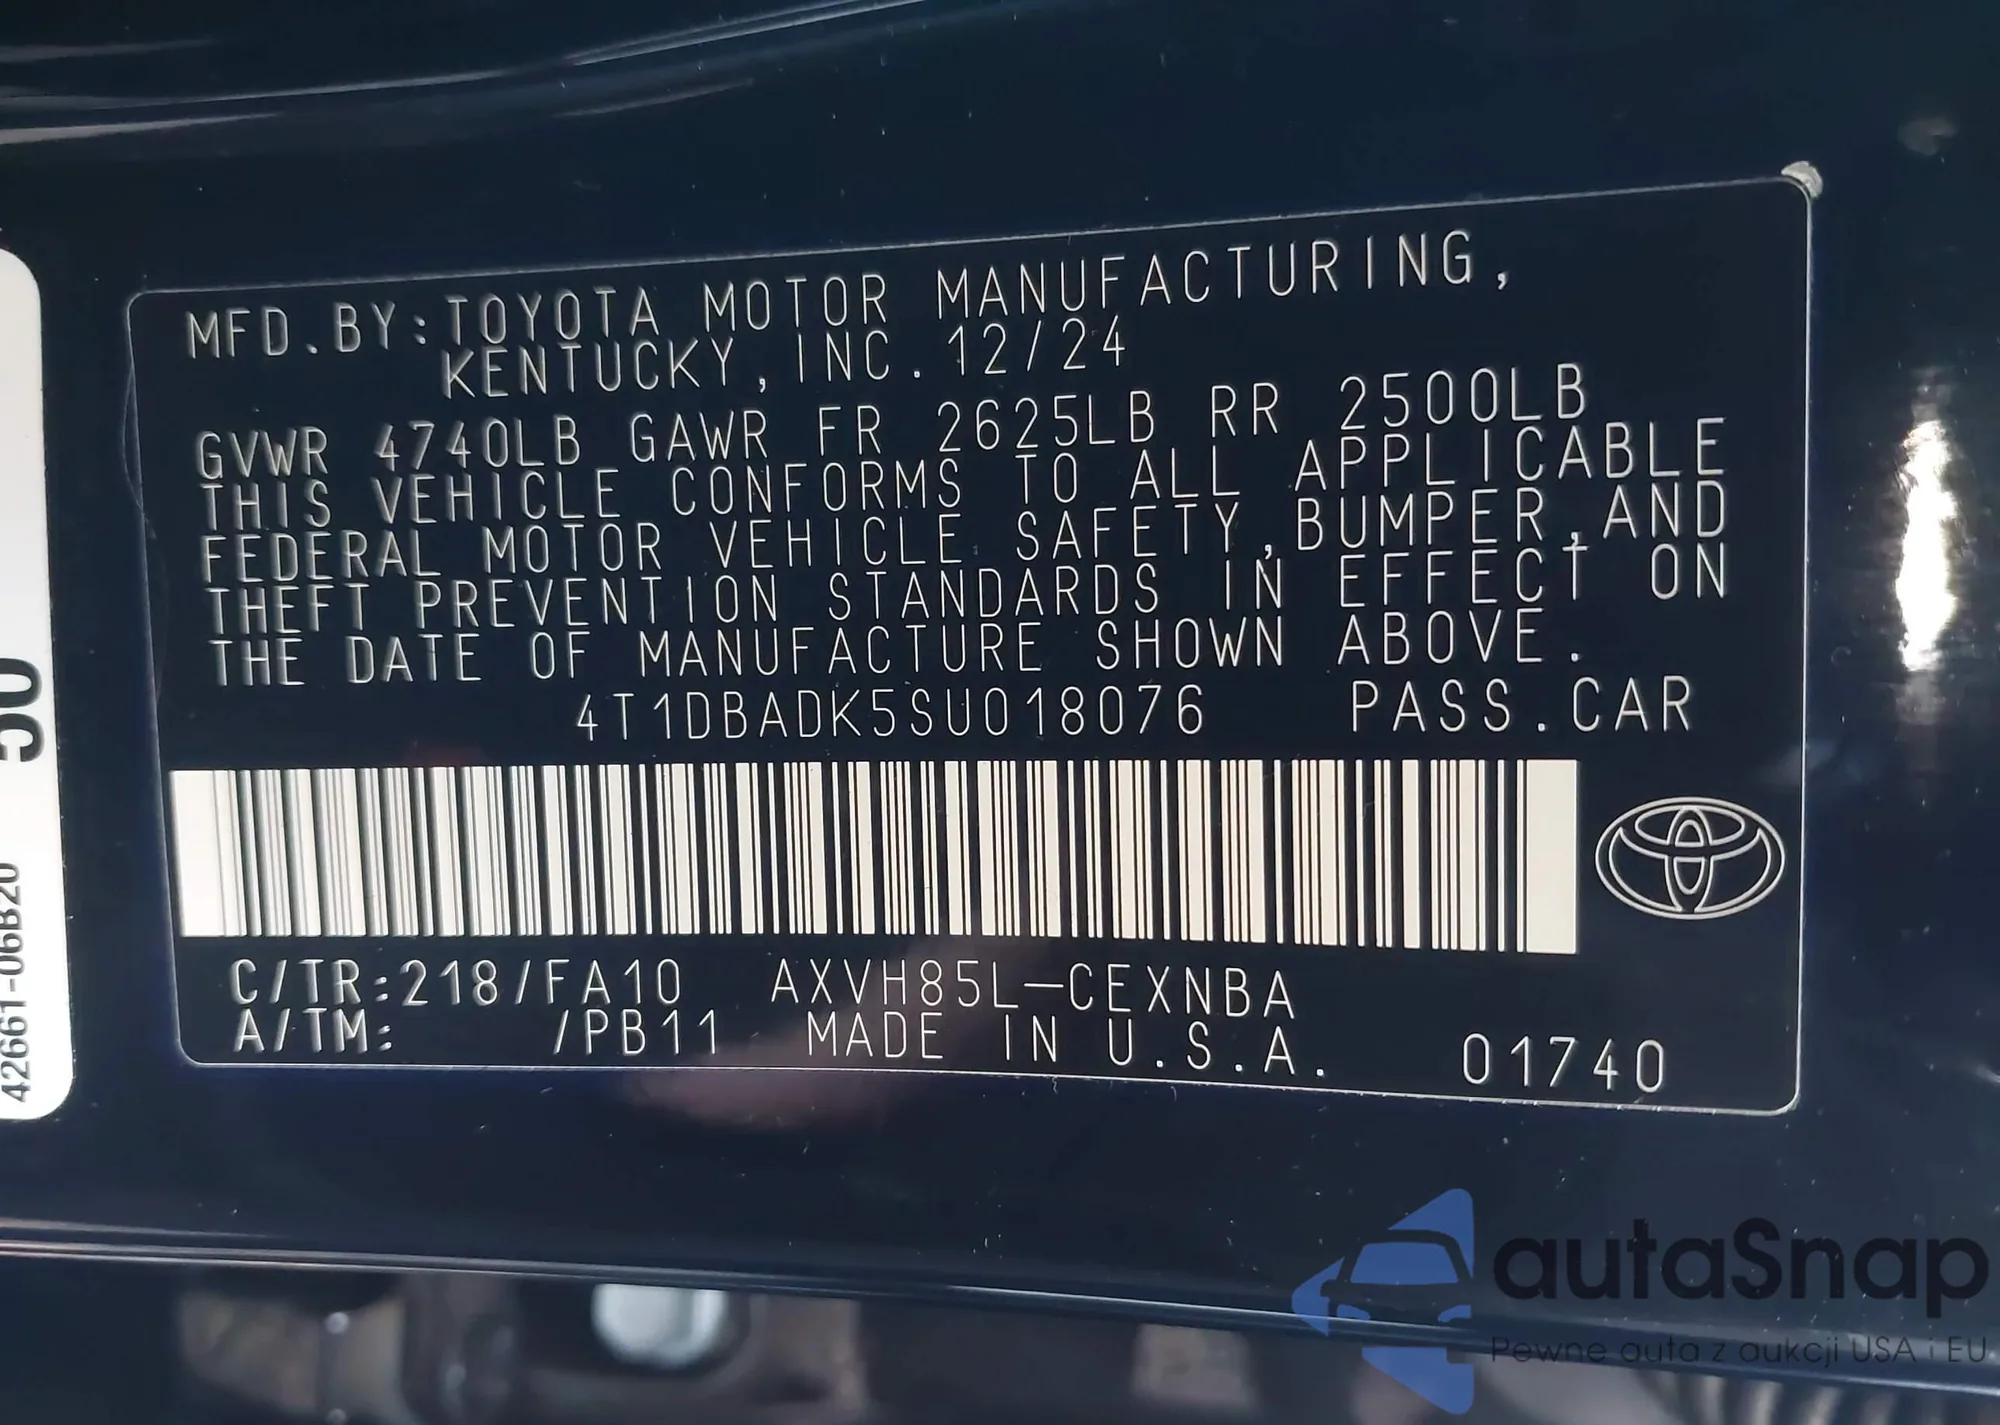 MFD.BY:TOYOTA MOTOR MANUFACTURING,
KENTUCKY, INC. 12/24
GVWR 4740LB GAWR FR 2625LB RR 2500LB
THIS VEHICLE CONFORMS TO ALL APPLICABLE
FEDERAL MOTOR VEHICLE SAFETY,BUMPER,AND
THEFT PREVENTION STANDARDS IN EFFECT ON
THE DATE OF MANUFACTURE SHOWN ABOVE.
4T1DBADK5SU018076 PASS.CAR
C/TR:218/FA10 AXVH85L-CEXNBA
A/TM: /PB11 MADE IN U.S.A. 01740
50
42661-06B20
autaSnap
Pewne auta z aukcji USA i EU